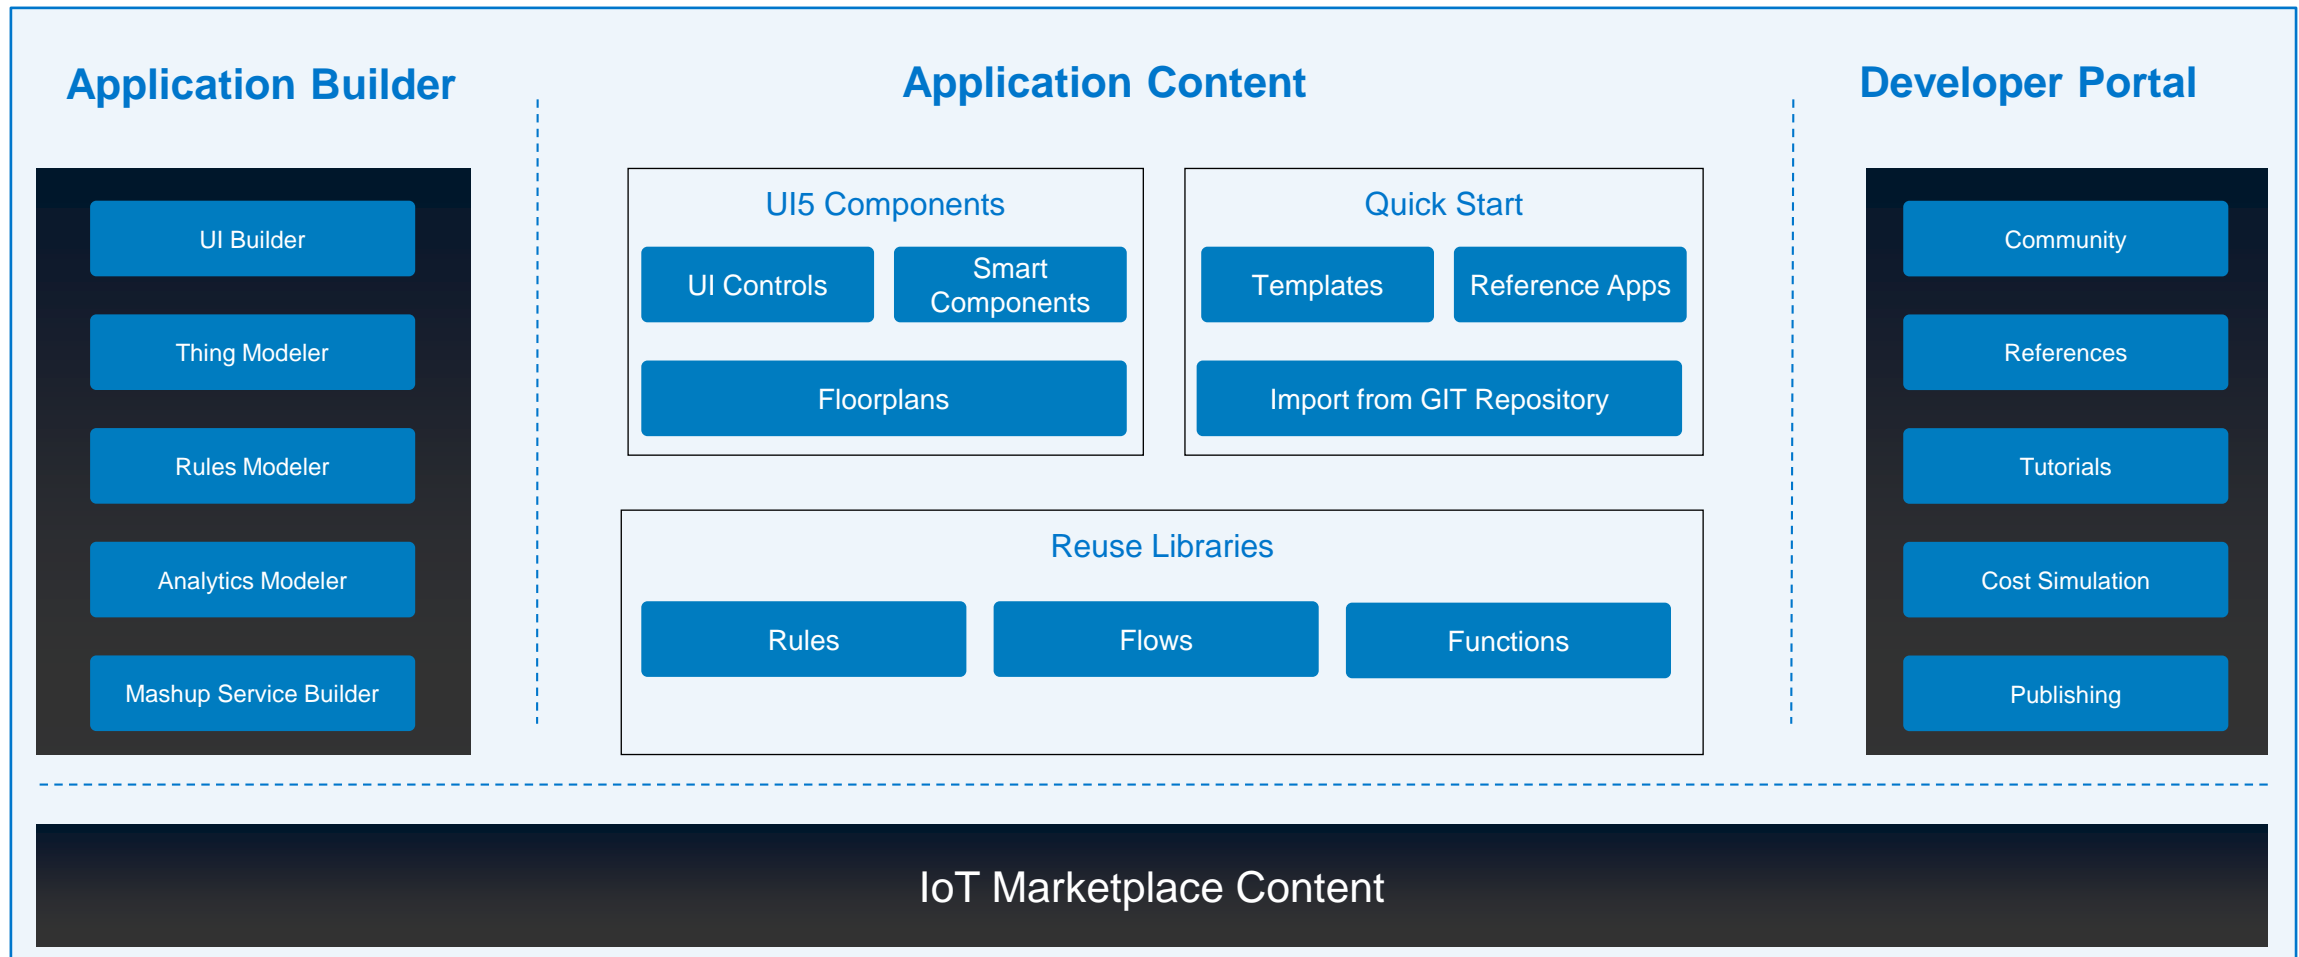 Application Builder
UI Builder
Thing Modeler
Rules Modeler
Analytics Modeler
Mashup Service Builder
Application Content
UI5 Components
UI Controls
Smart
Components
Floorplans
Quick Start
Templates
Reference Apps
Import from GIT Repository
Reuse Libraries
Rules
Flows
Functions
Developer Portal
Community
References
Tutorials
Cost Simulation
Publishing
IoT Marketplace Content